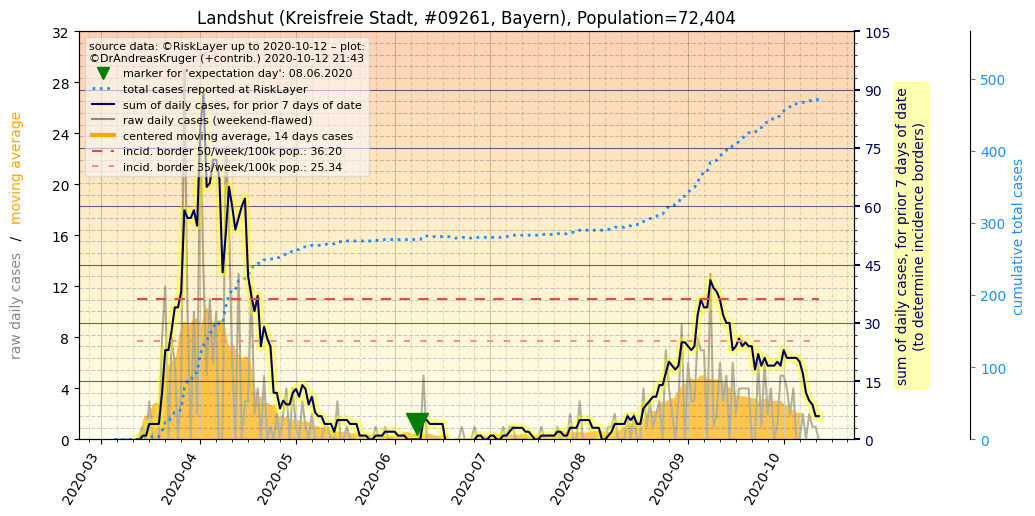 Landshut (Kreisfreie Stadt, #09261, Bayern), Population=72,404
source data: ©RiskLayer up to 2020-10-12 – plot:
©DrAndreasKruger (+contrib.) 2020-10-12 21:43
marker for 'expectation day': 08.06.2020
total cases reported at RiskLayer
sum of daily cases, for prior 7 days of date
raw daily cases (weekend-flawed)
centered moving average, 14 days cases
incid. border 50/week/100k pop.: 36.20
incid. border 35/week/100k pop.: 25.34
raw daily cases / moving average
32
28
24
20
16
12
8
4
0
2020-03
2020-04
2020-05
2020-06
2020-07
2020-08
2020-09
2020-10
105
90
75
60
45
30
15
0
sum of daily cases, for prior 7 days of date
(to determine incidence borders)
500
400
300
200
100
0
cumulative total cases